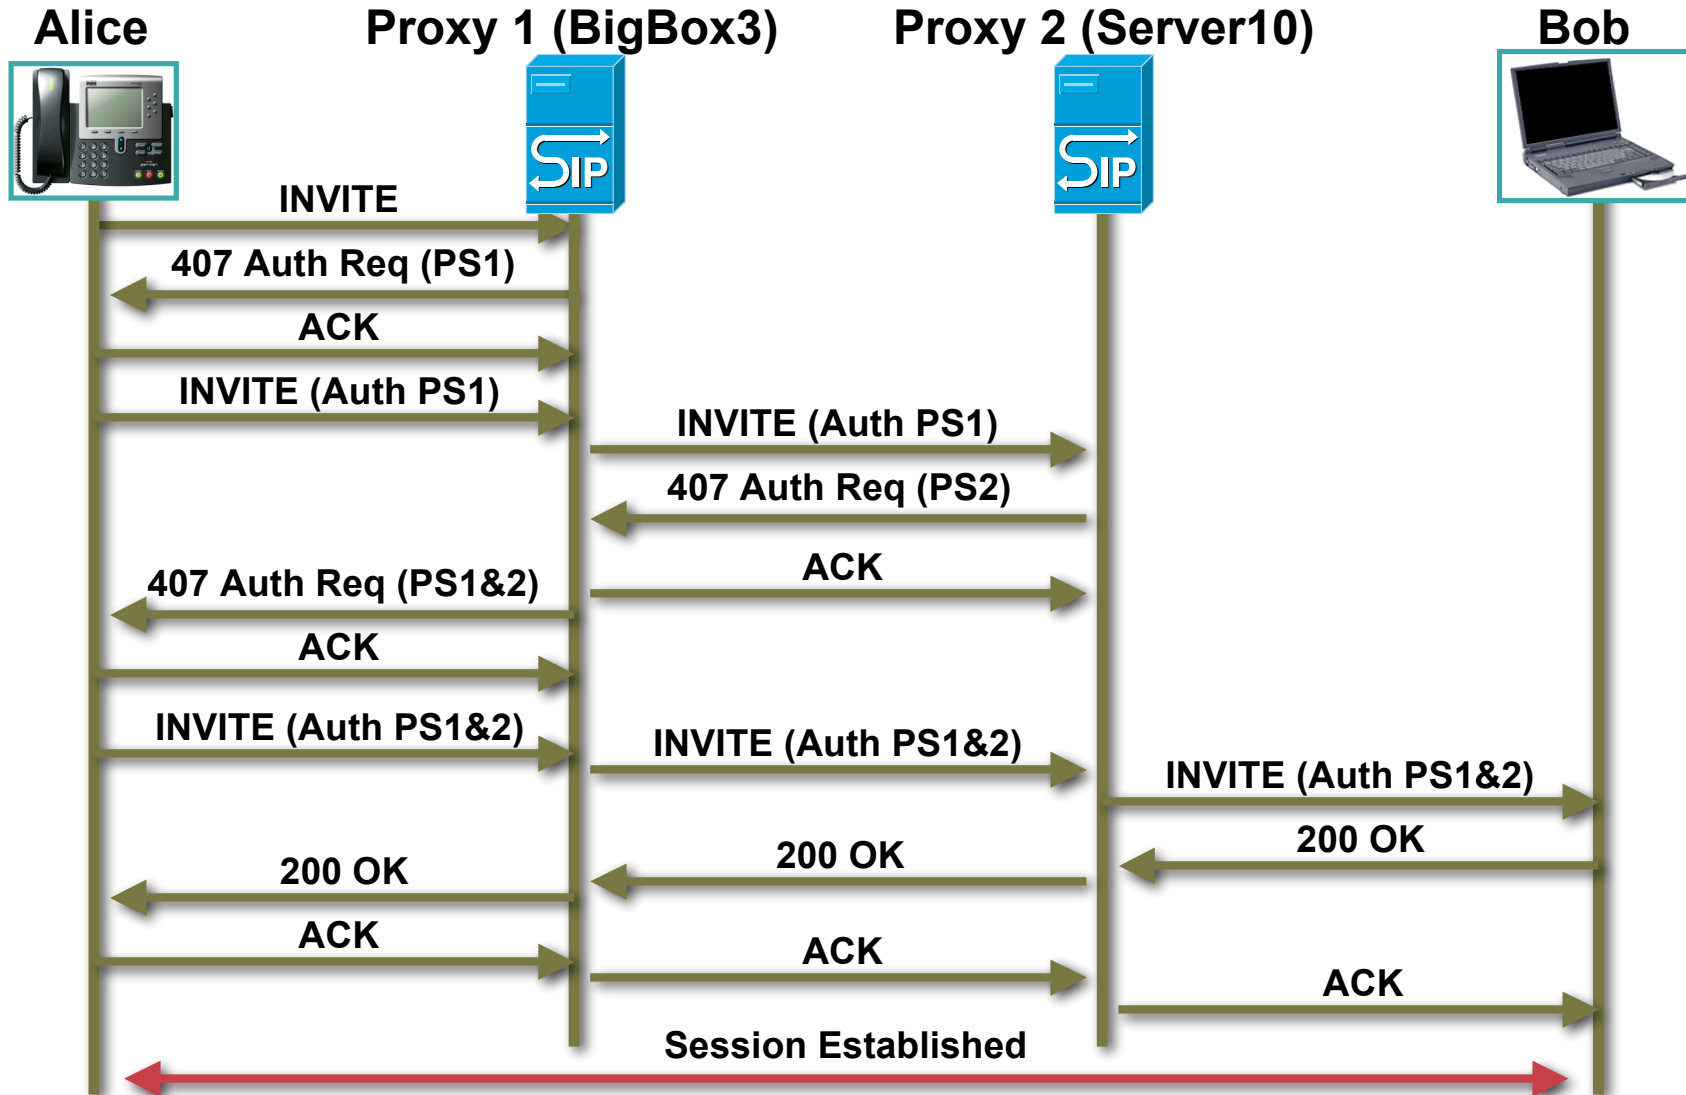 Alice
Proxy 1 (BigBox3)
Proxy 2 (Server10)
Bob
SIP
SIP
INVITE
407 Auth Req (PS1)
ACK
INVITE (Auth PS1)
INVITE (Auth PS1)
407 Auth Req (PS2)
ACK
407 Auth Req (PS1&2)
ACK
INVITE (Auth PS1&2)
INVITE (Auth PS1&2)
INVITE (Auth PS1&2)
200 OK
200 OK
200 OK
ACK
ACK
ACK
Session Established